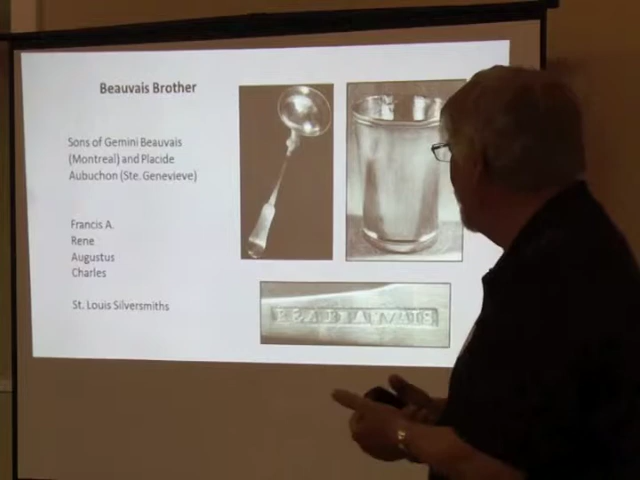 Beauvais Brother
Sons of Gemini Beauvais
(Montreal) and Placide
Aubuchon (Ste. Genevieve)
Francis A.
Rene
Augustus
Charles
St. Louis Silversmiths